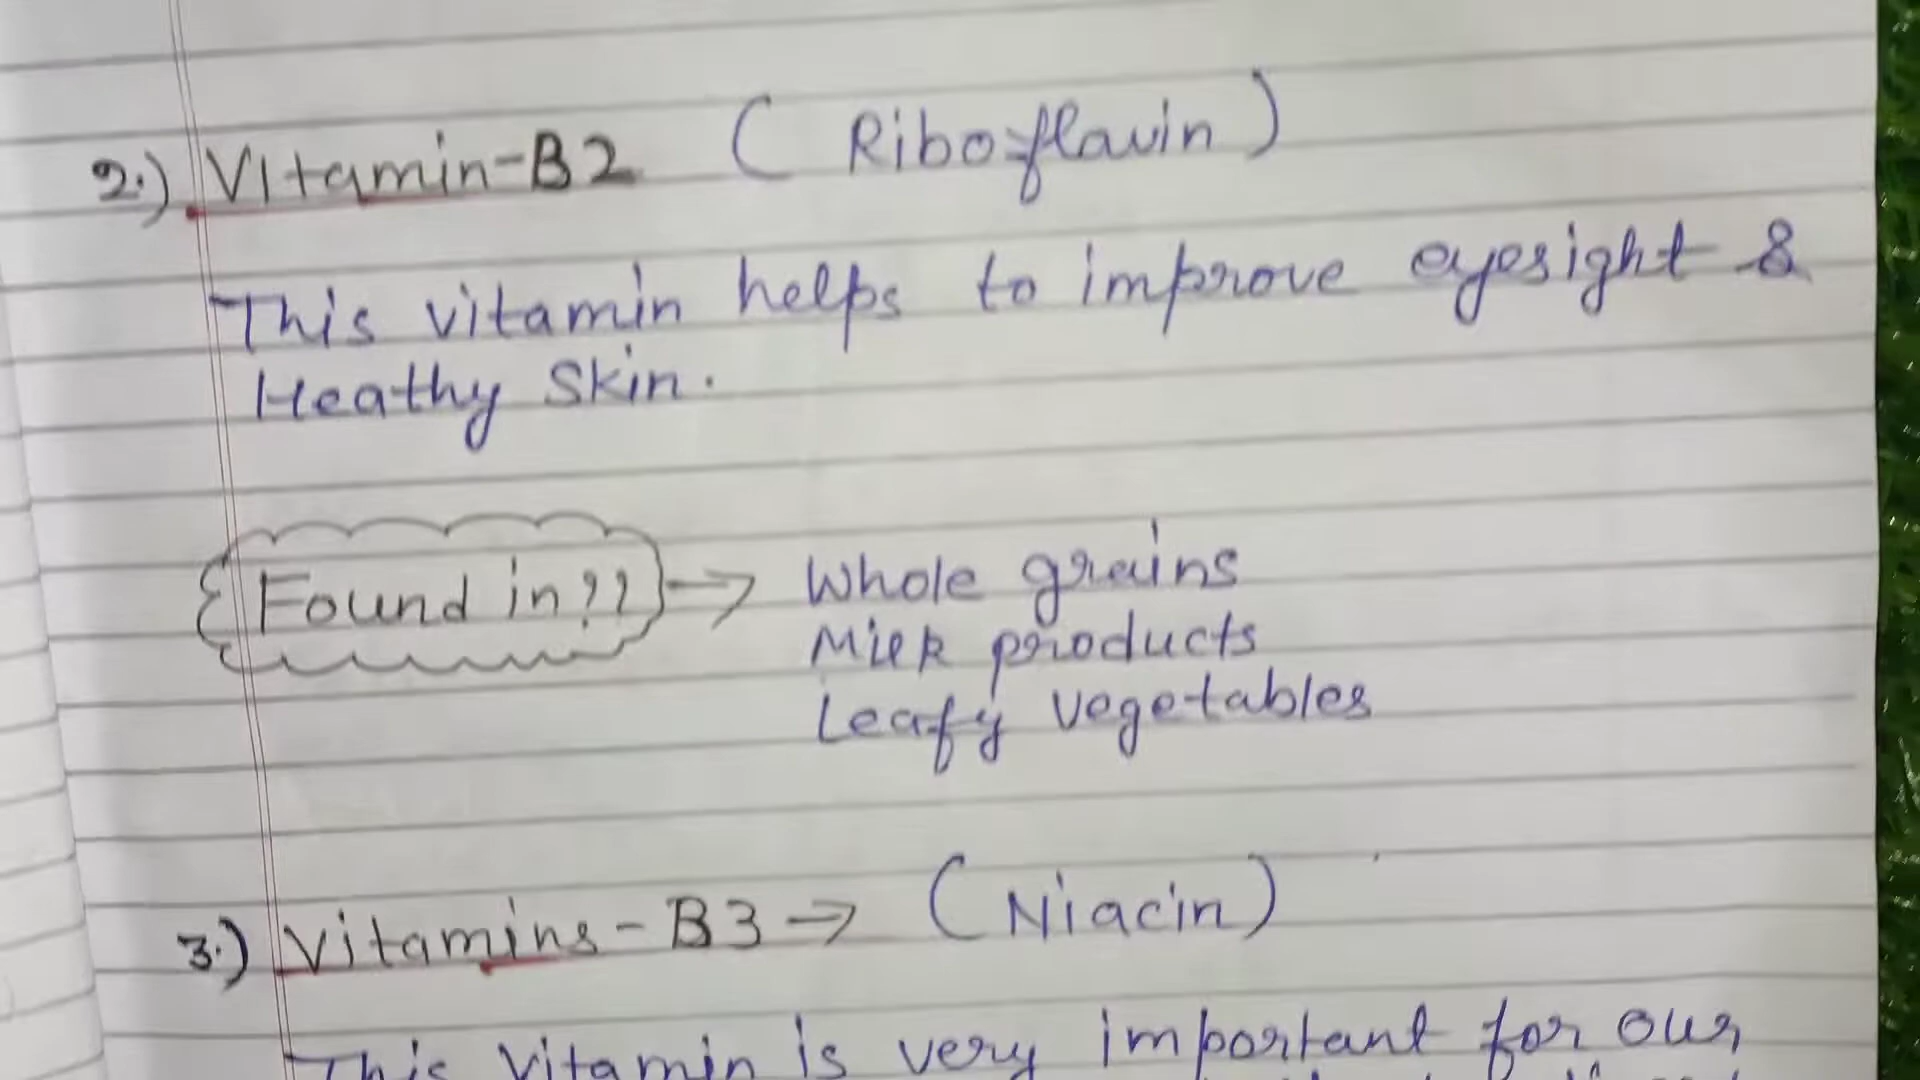 2.) Vitamin-B2 ( Riboflavin )
This vitamin helps to improve eyesight &
Heathy Skin.
Found in ?? → Whole grains
Milk products
Leafy vegetables
3.) Vitamins-B3 → (Niacin)
This Vitamin is very important for our